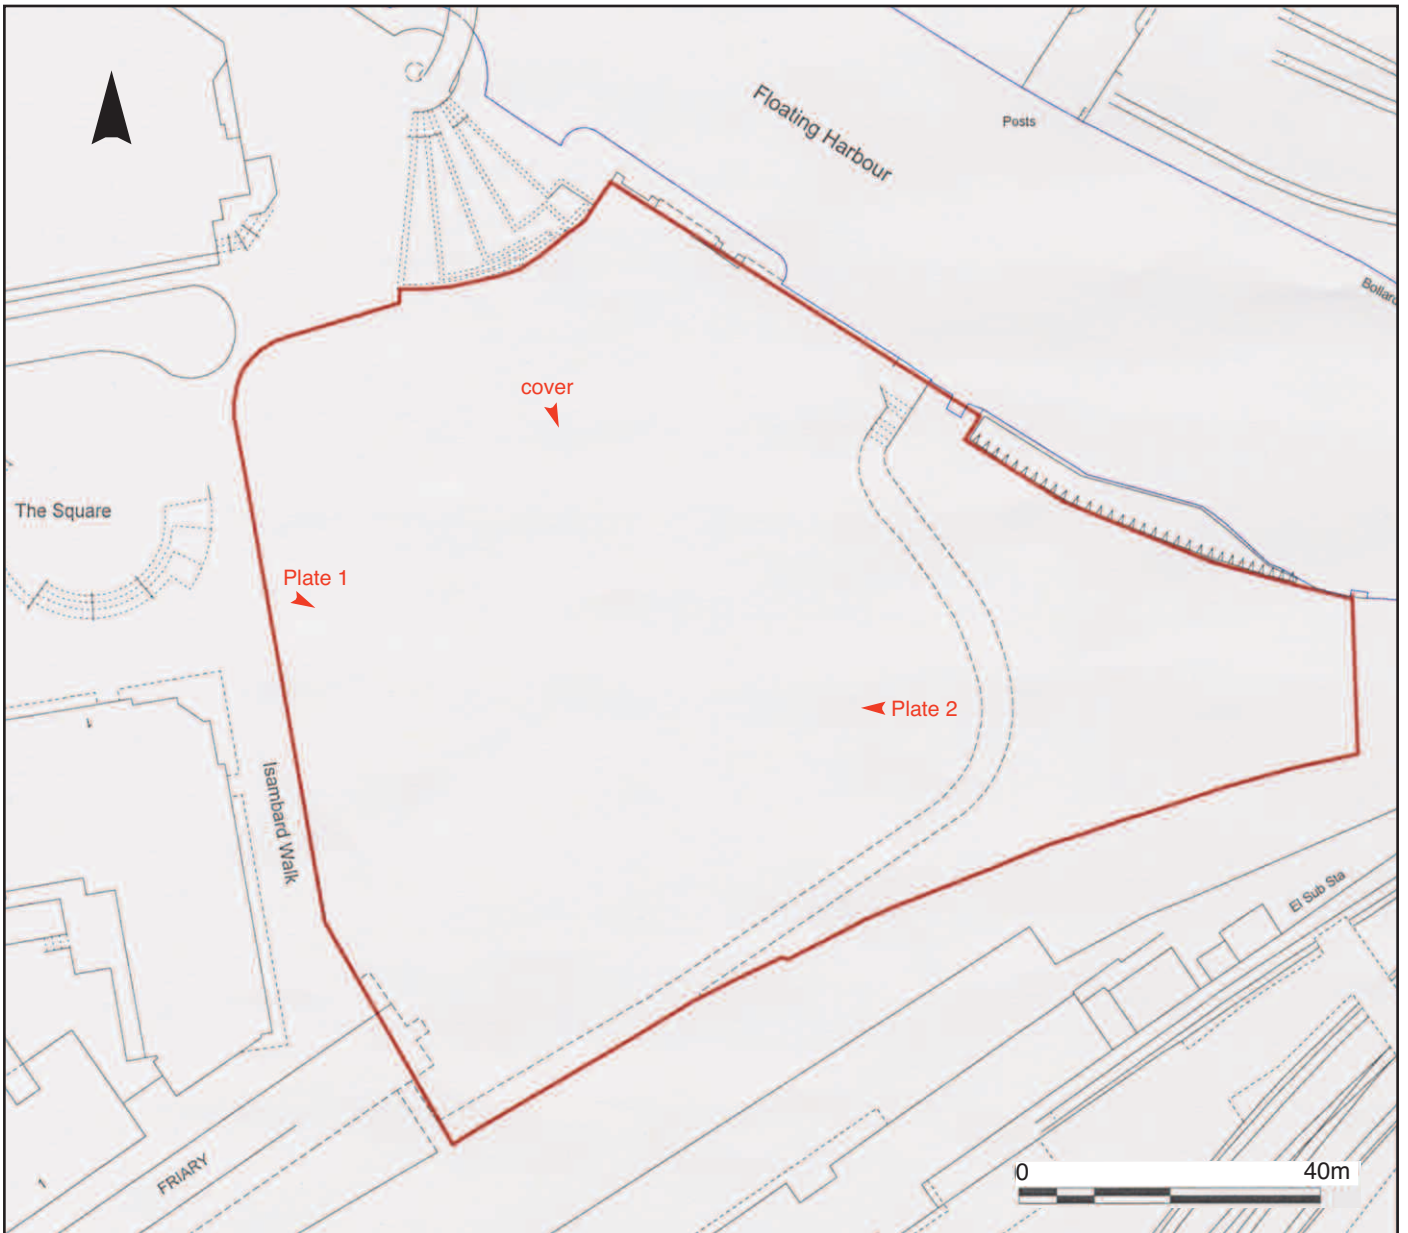 Floating Harbour
Posts
Bollard
cover
The Square
Plate 1
Plate 2
Isambard Walk
El Sub Sta
FRIARY
1
0 40m